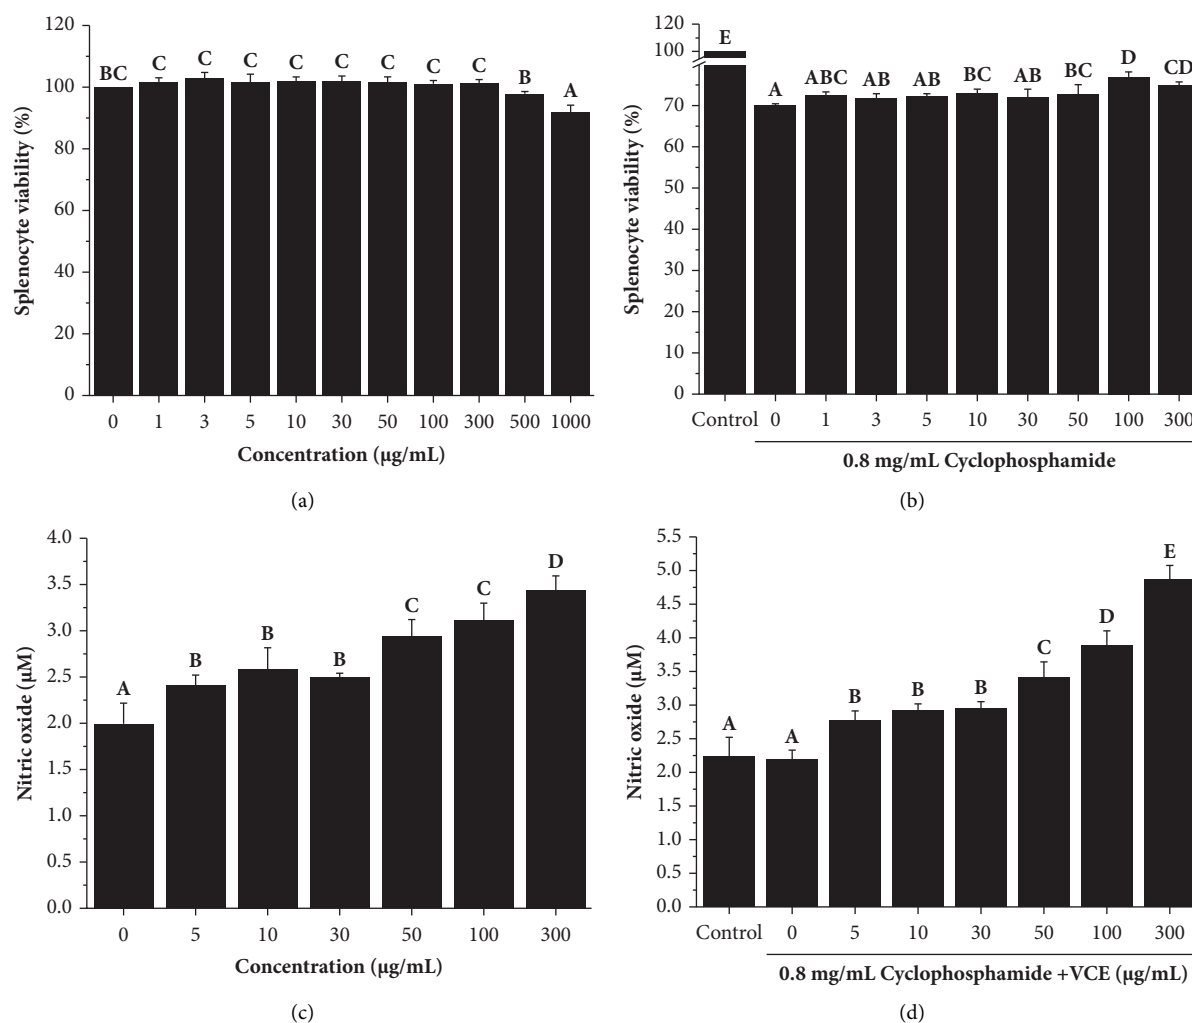 120
100
80
60
40
20
0
Splenocyte viability (%)
BC C C C C C C C C B A
0 1 3 5 10 30 50 100 300 500 1000
Concentration (µg/mL)
(a)
120
100
70
60
50
40
30
20
10
0
Splenocyte viability (%)
E A ABC AB AB BC AB BC D CD
Control 0 1 3 5 10 30 50 100 300
0.8 mg/mL Cyclophosphamide
(b)
4.0
3.5
3.0
2.5
2.0
1.5
1.0
0.5
0.0
Nitric oxide (µM)
A B B B C C D
0 5 10 30 50 100 300
Concentration (µg/mL)
(c)
5.5
5.0
4.5
4.0
3.5
3.0
2.5
2.0
1.5
1.0
0.5
0.0
Nitric oxide (µM)
A A B B B C D E
Control 0 5 10 30 50 100 300
0.8 mg/mL Cyclophosphamide +VCE (µg/mL)
(d)